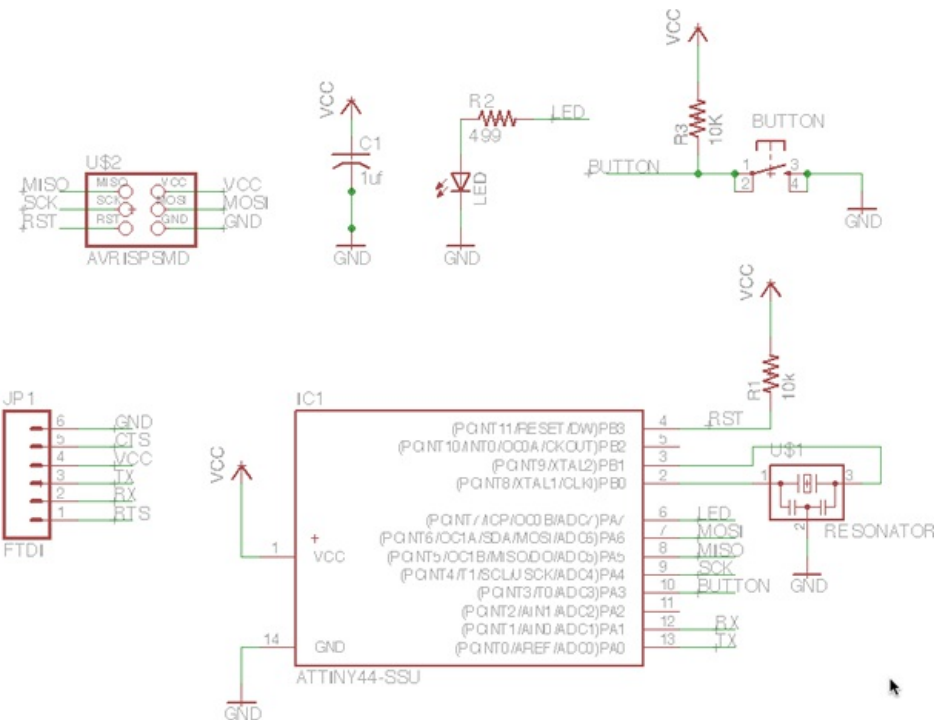 VCC
VCC
R2
LED
499
C1
1uf
LED
R3
10K
BUTTON
BUTTON
1
3
2
4
GND
GND
GND
U$2
MISO MISO VCC VCC
SCK SCK MOSI MOSI
RST RST GND GND
AVRISPSMD
VCC
R1
10k
JP1
6 GND
5 CTS
4 VCC
3 TX
2 RX
1 RTS
FTDI
IC1
VCC
(PCINT11/RESET/DW)PB3 4 RST
(PCINT10/INT0/OC0A/CKOUT)PB2 5
(PCINT9/XTAL2)PB1 3
(PCINT8/XTAL1/CLKI)PB0 2
U$1
1
3
2
RESONATOR
GND
(PCINT7/ICP/OC0B/ADC7)PA7 6 LED
(PCINT6/OC1A/SDA/MOSI/ADC6)PA6 7 MOSI
(PCINT5/OC1B/MISO/DO/ADC5)PA5 8 MISO
(PCINT4/T1/SCL/USCK/ADC4)PA4 9 SCK
(PCINT3/T0/ADC3)PA3 10 BUTTON
(PCINT2/AIN1/ADC2)PA2 11
(PCINT1/AIN0/ADC1)PA1 12 RX
(PCINT0/AREF/ADC0)PA0 13 TX
1 VCC
14 GND
GND
ATTINY44-SSU